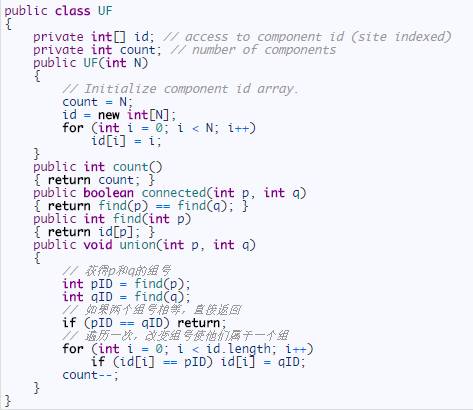 public class UF
{
private int[] id; // access to component id (site indexed)
private int count; // number of components
public UF(int N)
{
// Initialize component id array.
count = N;
id = new int[N];
for (int i = 0; i < N; i++)
id[i] = i;
}
public int count()
{ return count; }
public boolean connected(int p, int q)
{ return find(p) == find(q); }
public int find(int p)
{ return id[p]; }
public void union(int p, int q)
{
// 获得p和q的组号
int pID = find(p);
int qID = find(q);
// 如果两个组号相等，直接返回
if (pID == qID) return;
// 遍历一次，改变组号使他们属于一个组
for (int i = 0; i < id.length; i++)
if (id[i] == pID) id[i] = qID;
count--;
}
}